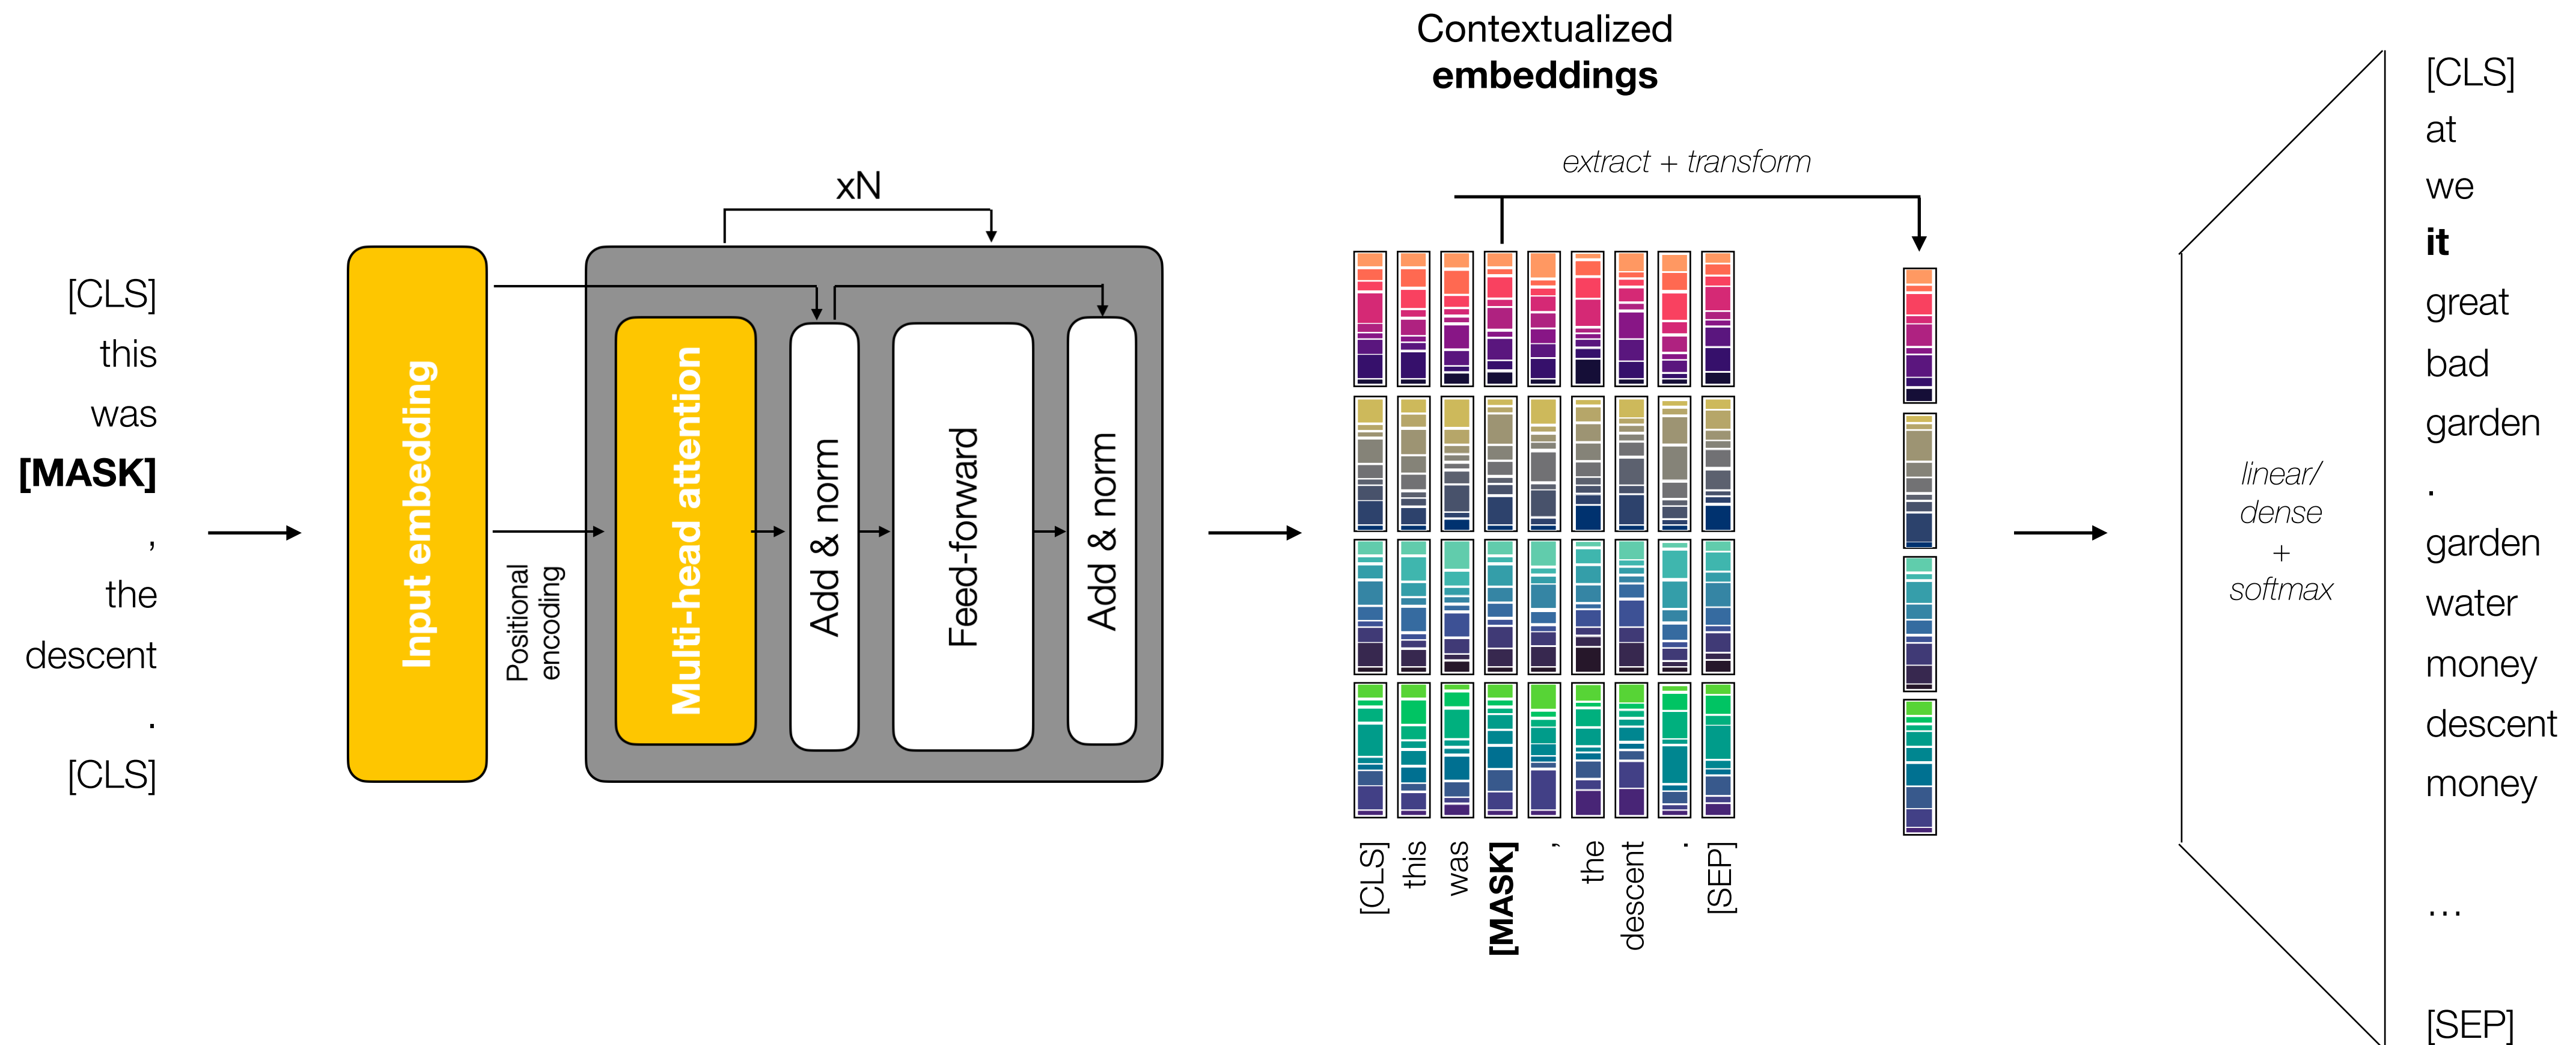 [CLS]
this
was
[MASK]
,
the
descent
.
[CLS]
Input embedding
Positional
encoding
xN
Multi-head attention
Add & norm
Feed-forward
Add & norm
Contextualized
embeddings
extract + transform
[CLS]
this
was
[MASK]
,
the
descent
.
[SEP]
linear/
dense
+
softmax
[CLS]
at
we
it
great
bad
garden
.
garden
water
money
descent
money
…
[SEP]